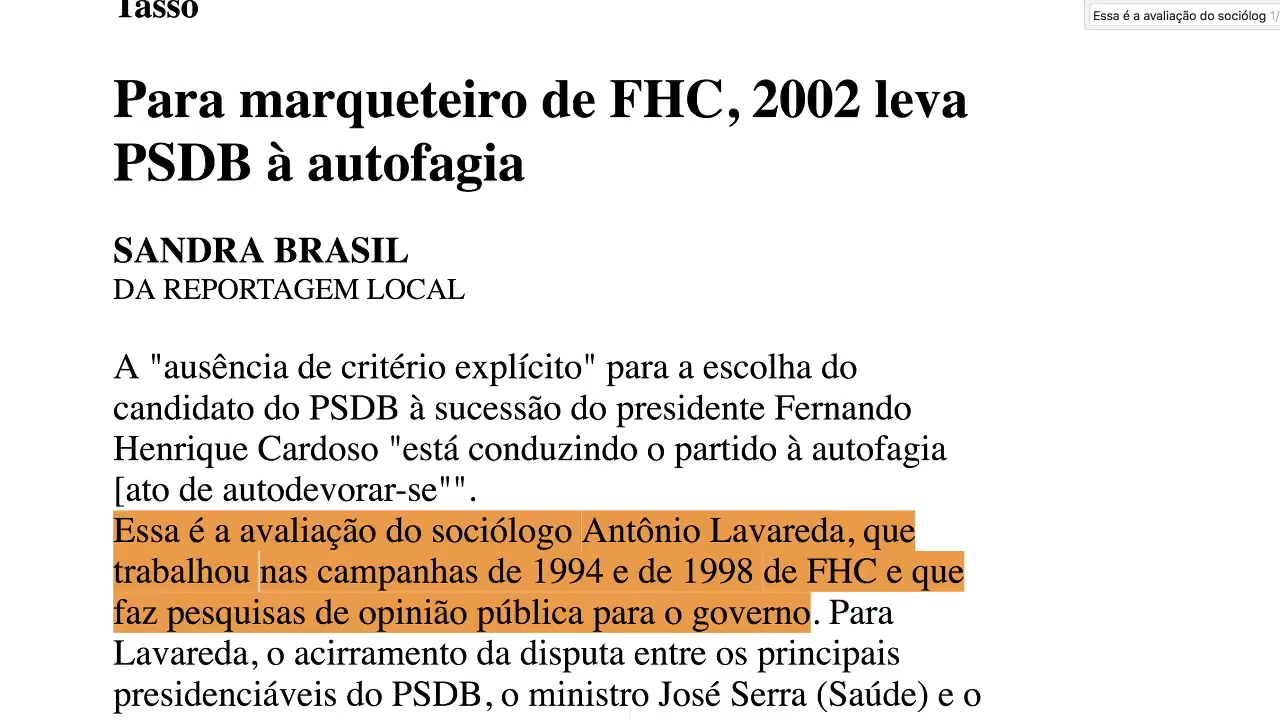 Tasso
Essa é a avaliação do sociólog 1/
Para marqueteiro de FHC, 2002 leva
PSDB à autofagia
SANDRA BRASIL
DA REPORTAGEM LOCAL
A "ausência de critério explícito" para a escolha do
candidato do PSDB à sucessão do presidente Fernando
Henrique Cardoso "está conduzindo o partido à autofagia
[ato de autodevorar-se"".
Essa é a avaliação do sociólogo Antônio Lavareda, que
trabalhou nas campanhas de 1994 e de 1998 de FHC e que
faz pesquisas de opinião pública para o governo. Para
Lavareda, o acirramento da disputa entre os principais
presidenciáveis do PSDB, o ministro José Serra (Saúde) e o